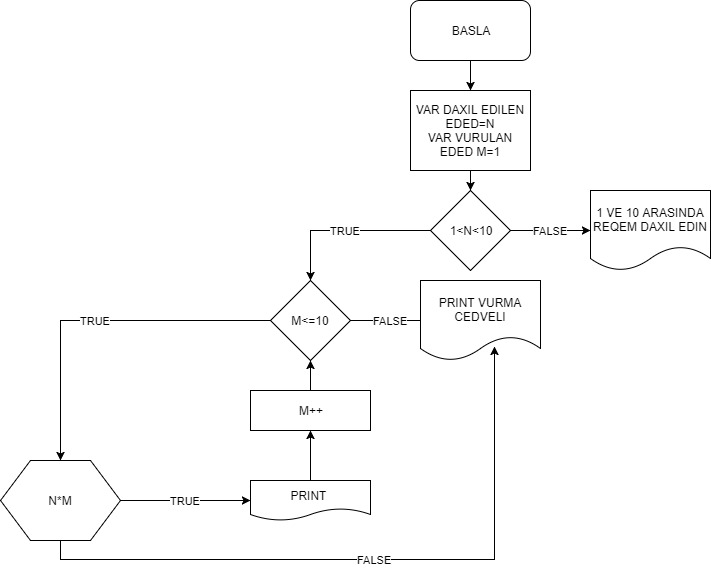 BASLA
VAR DAXIL EDILEN
EDED=N
VAR VURULAN
EDED M=1
1<N<10
TRUE
FALSE
1 VE 10 ARASINDA
REQEM DAXIL EDIN
M<=10
TRUE
FALSE
PRINT VURMA
CEDVELI
M++
N*M
TRUE
PRINT
FALSE